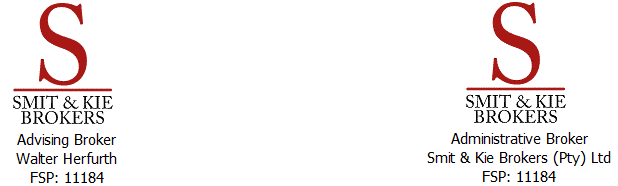 S
SMIT & KIE
BROKERS
Advising Broker
Walter Herfurth
FSP: 11184
S
SMIT & KIE
BROKERS
Administrative Broker
Smit & Kie Brokers (Pty) Ltd
FSP: 11184